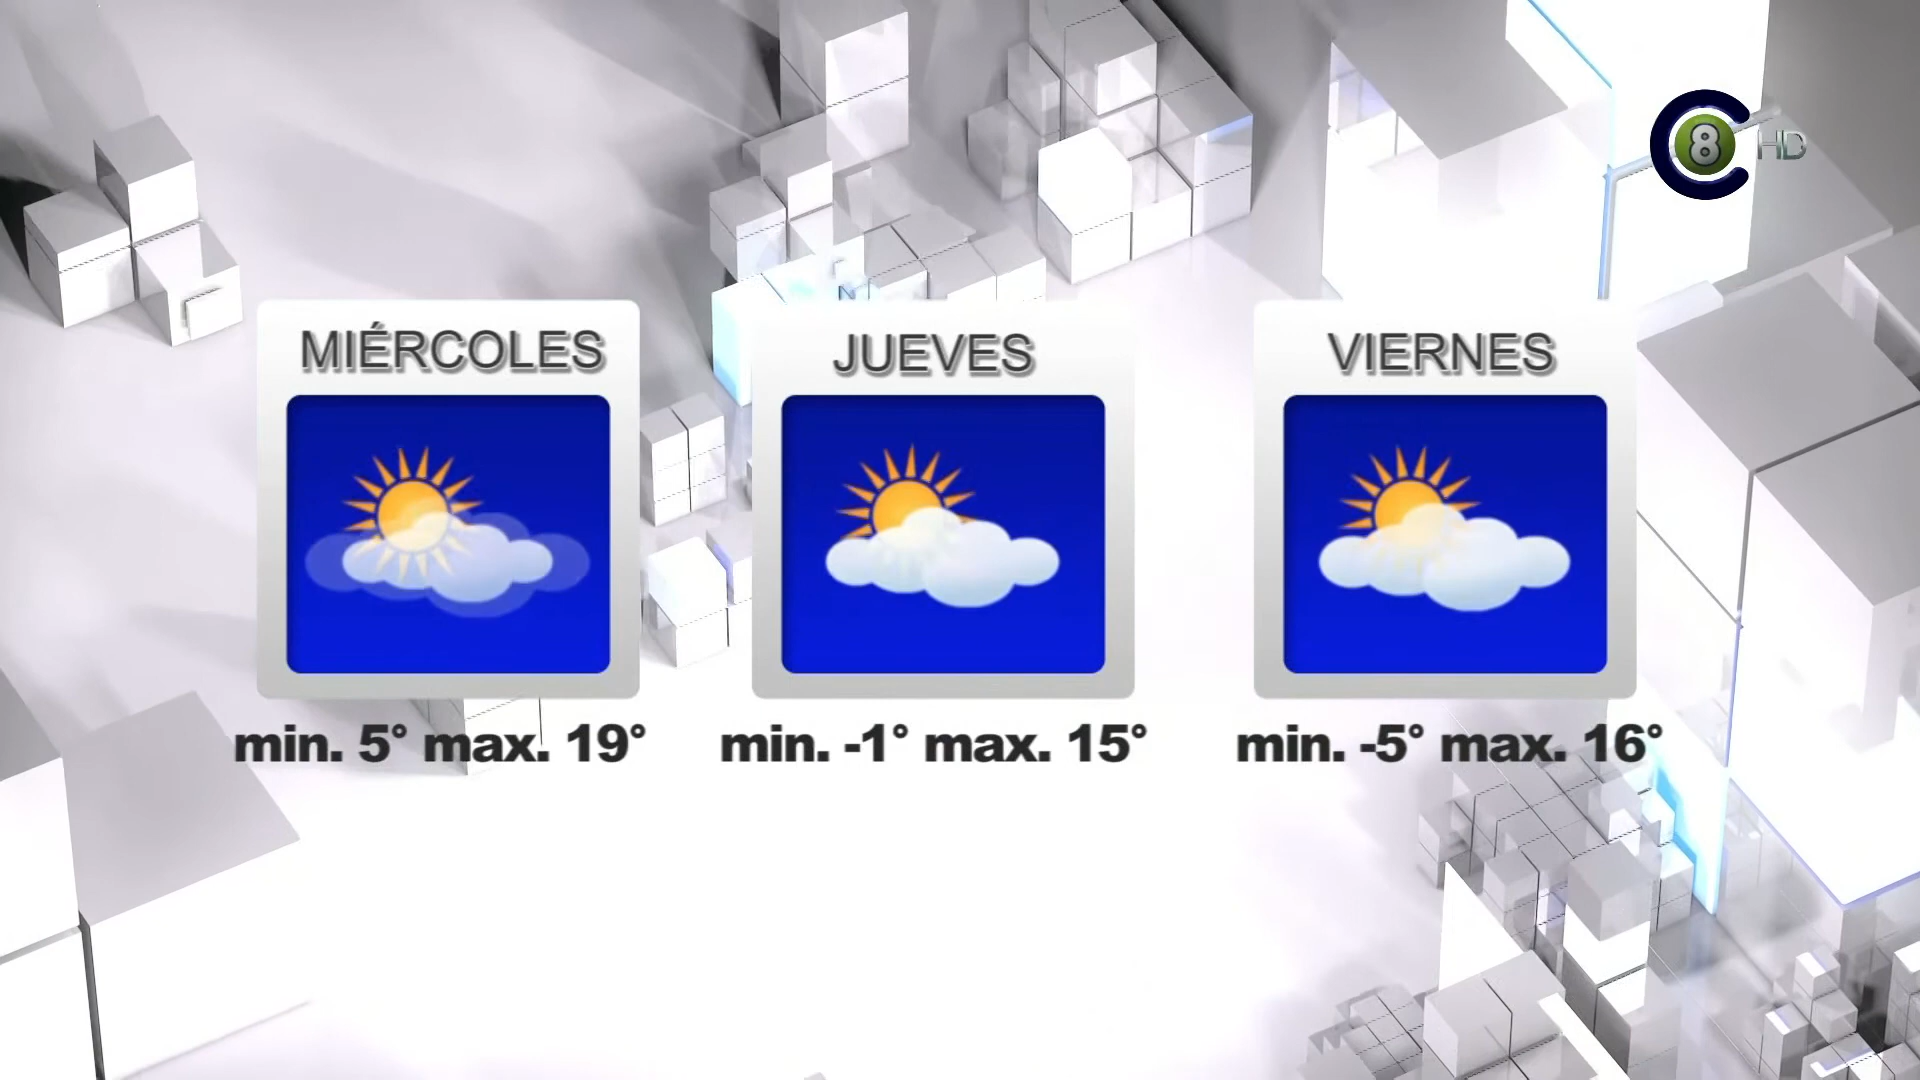 8 HD
MIÉRCOLES
JUEVES
VIERNES
min. 5° max. 19°
min. -1° max. 15°
min. -5° max. 16°